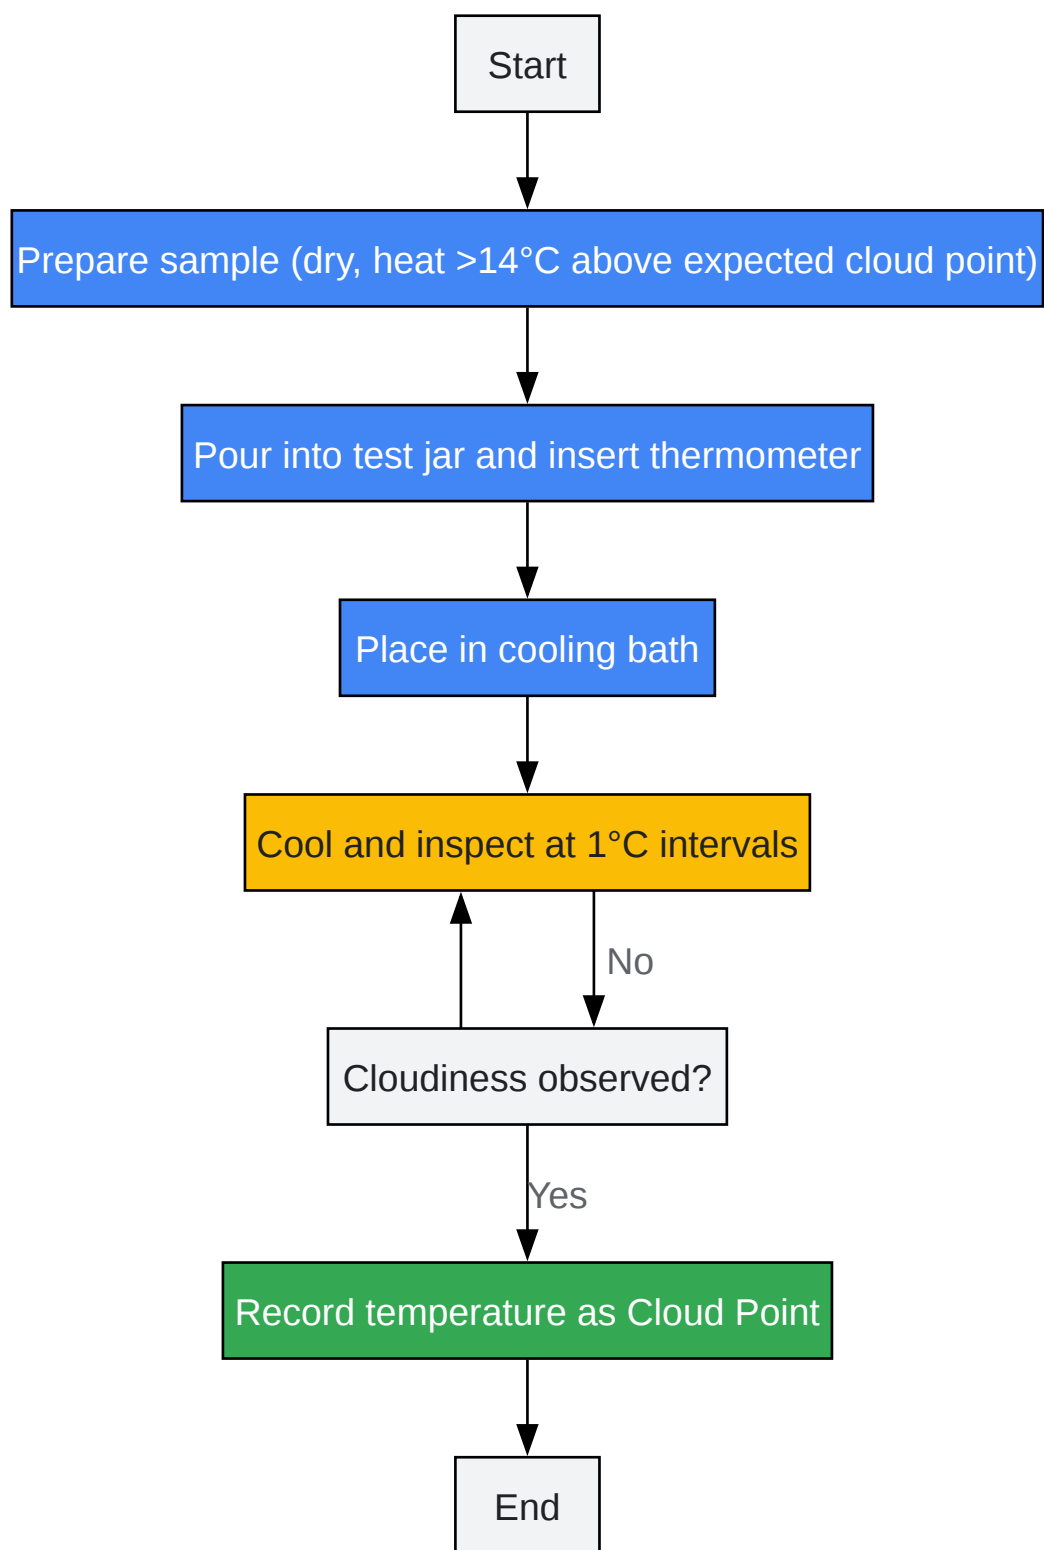 Start
Prepare sample (dry, heat >14°C above expected cloud point)
Pour into test jar and insert thermometer
Place in cooling bath
Cool and inspect at 1°C intervals
No
Cloudiness observed?
Yes
Record temperature as Cloud Point
End